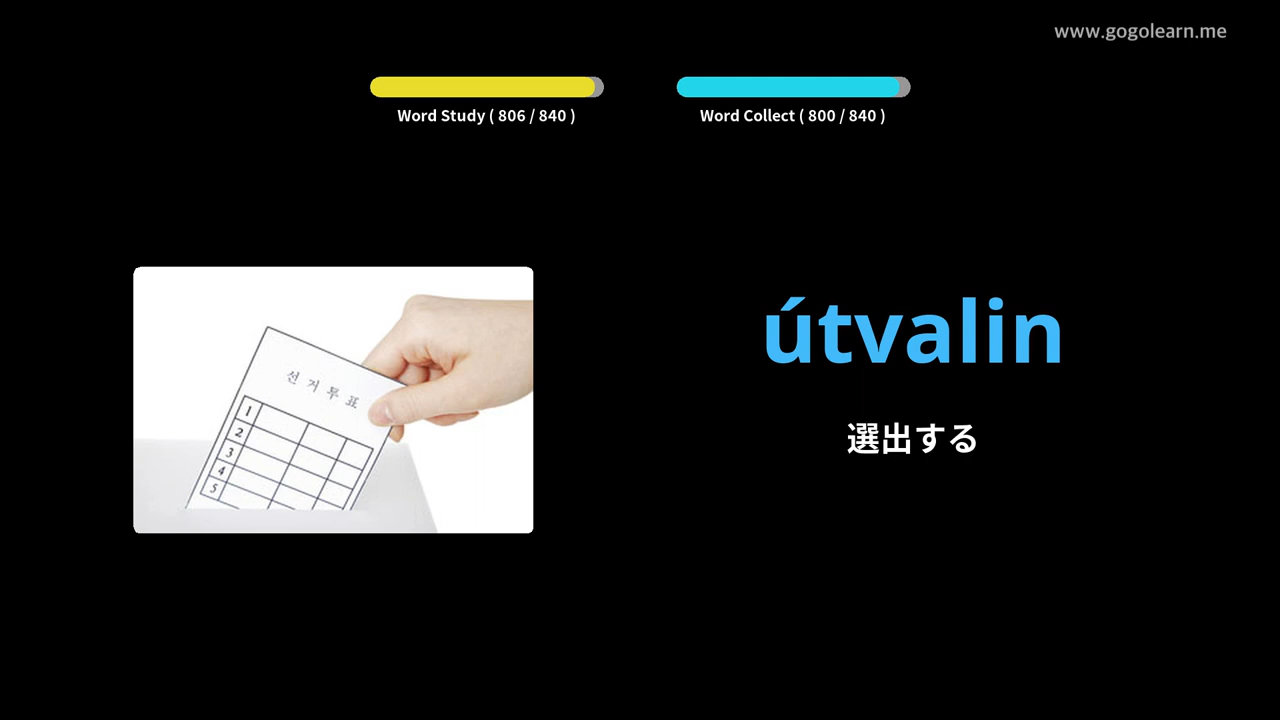 www.gogolearn.me
Word Study ( 806 / 840 )
Word Collect ( 800 / 840 )
선거투표
1
2
3
4
5
útvalin
選出する